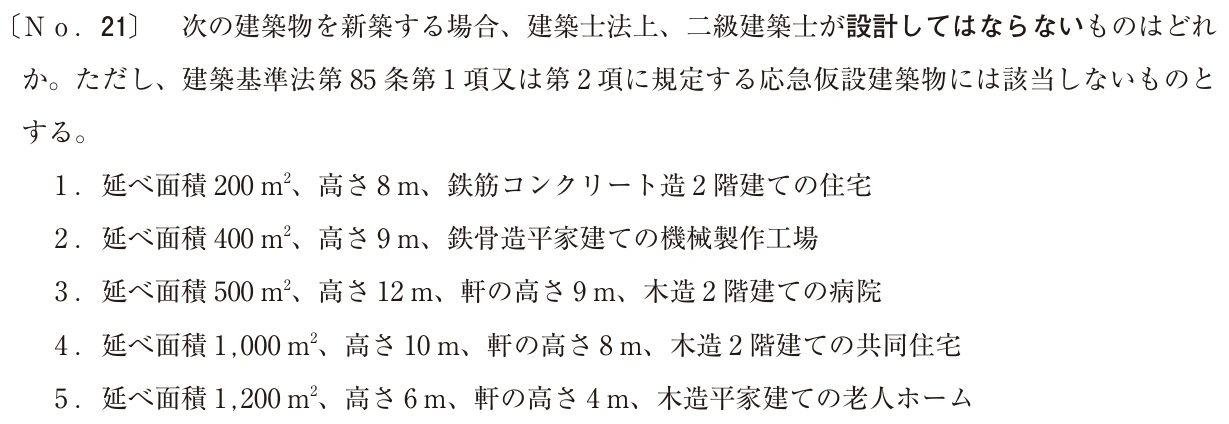 〔No. 21〕　次の建築物を新築する場合、建築士法上、二級建築士が設計してはならないものはどれ
か。ただし、建築基準法第 85 条第 1 項又は第 2 項に規定する応急仮設建築物には該当しないものと
する。
1. 延べ面積 200 m²、高さ 8 m、鉄筋コンクリート造 2 階建ての住宅
2. 延べ面積 400 m²、高さ 9 m、鉄骨造平家建ての機械製作工場
3. 延べ面積 500 m²、高さ 12 m、軒の高さ 9 m、木造 2 階建ての病院
4. 延べ面積 1,000 m²、高さ 10 m、軒の高さ 8 m、木造 2 階建ての共同住宅
5. 延べ面積 1,200 m²、高さ 6 m、軒の高さ 4 m、木造平家建ての老人ホーム